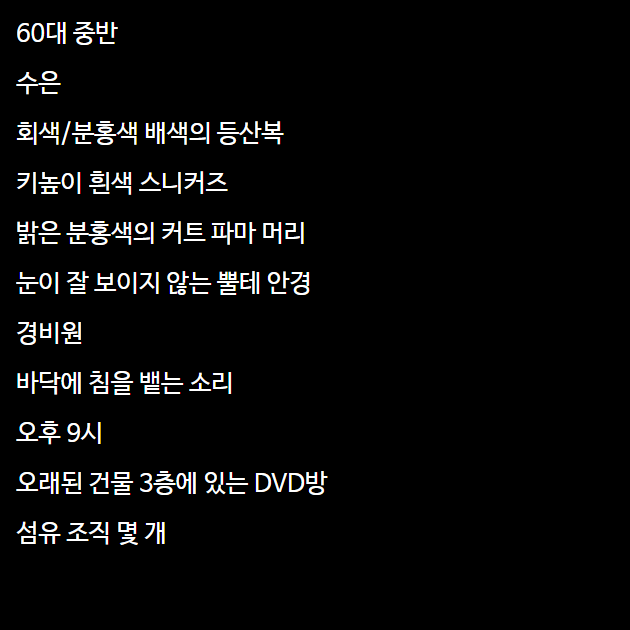 60대 중반
수은
회색/분홍색 배색의 등산복
키높이 흰색 스니커즈
밝은 분홍색의 커트 파마 머리
눈이 잘 보이지 않는 뿔테 안경
경비원
바닥에 침을 뱉는 소리
오후 9시
오래된 건물 3층에 있는 DVD방
섬유 조직 몇 개